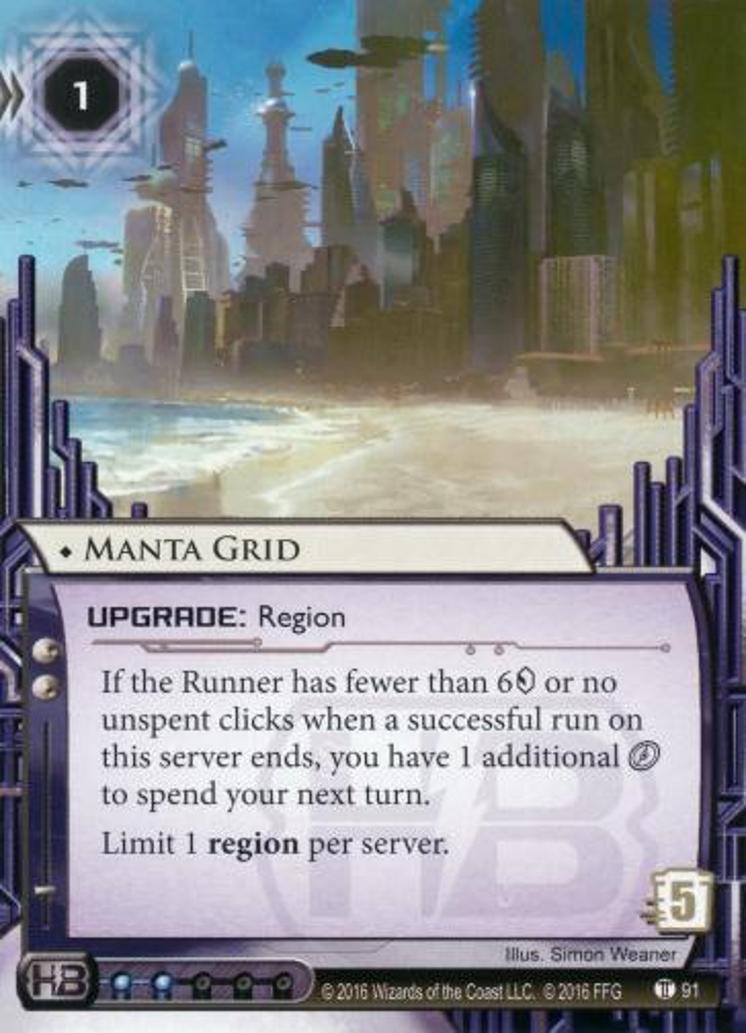 1
◆ MANTA GRID
UPGRADE: Region
If the Runner has fewer than 6 or no
unspent clicks when a successful run on
this server ends, you have 1 additional
to spend your next turn.
Limit 1 region per server.
5
Illus. Simon Weaner
HB
© 2016 Wizards of the Coast LLC. © 2016 FFG 91